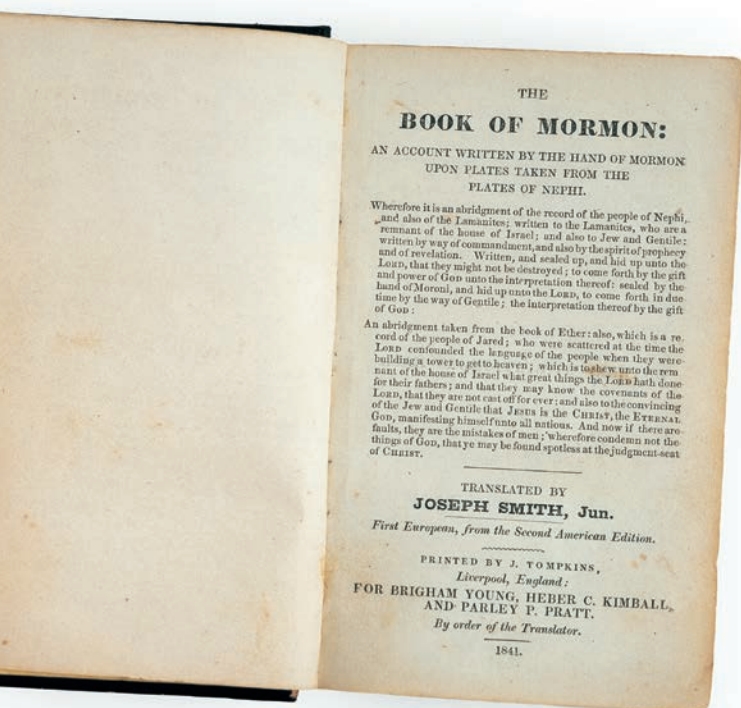 THE
BOOK OF MORMON:
AN ACCOUNT WRITTEN BY THE HAND OF MORMON
UPON PLATES TAKEN FROM THE
PLATES OF NEPHI.
Wherefore it is an abridgment of the record of the people of Nephi,
and also of the Lamanites; written to the Lamanites, who are a
remnant of the house of Israel; and also to Jew and Gentile:
written by way of commandment, and also by the spirit of prophecy
and of revelation. Written, and sealed up, and hid up unto the
LORD, that they might not be destroyed; to come forth by the gift
and power of GOD unto the interpretation thereof: sealed by the
hand of Moroni, and hid up unto the LORD, to come forth in due
time by the way of Gentile; the interpretation thereof by the gift
of GOD:
An abridgment taken from the book of Ether: also, which is a re
cord of the people of Jared; who were scattered at the time the
LORD confounded the language of the people when they were
building a tower to get to heaven; which is to shew unto the rem
nant of the house of Israel what great things the LORD hath done
for their fathers; and that they may know the covenants of the
LORD, that they are not cast off for ever; and also to the convincing
of the Jew and Gentile that JESUS is the CHRIST, the ETERNAL
GOD, manifesting himself unto all nations. And now if there are
faults, they are the mistakes of men; wherefore condemn not the
things of GOD, that ye may be found spotless at the judgment-seat
of CHRIST.
TRANSLATED BY
JOSEPH SMITH, Jun.
First European, from the Second American Edition.
PRINTED BY J. TOMPKINS,
Liverpool, England:
FOR BRIGHAM YOUNG, HEBER C. KIMBALL,
AND PARLEY P. PRATT.
By order of the Translator.
1841.